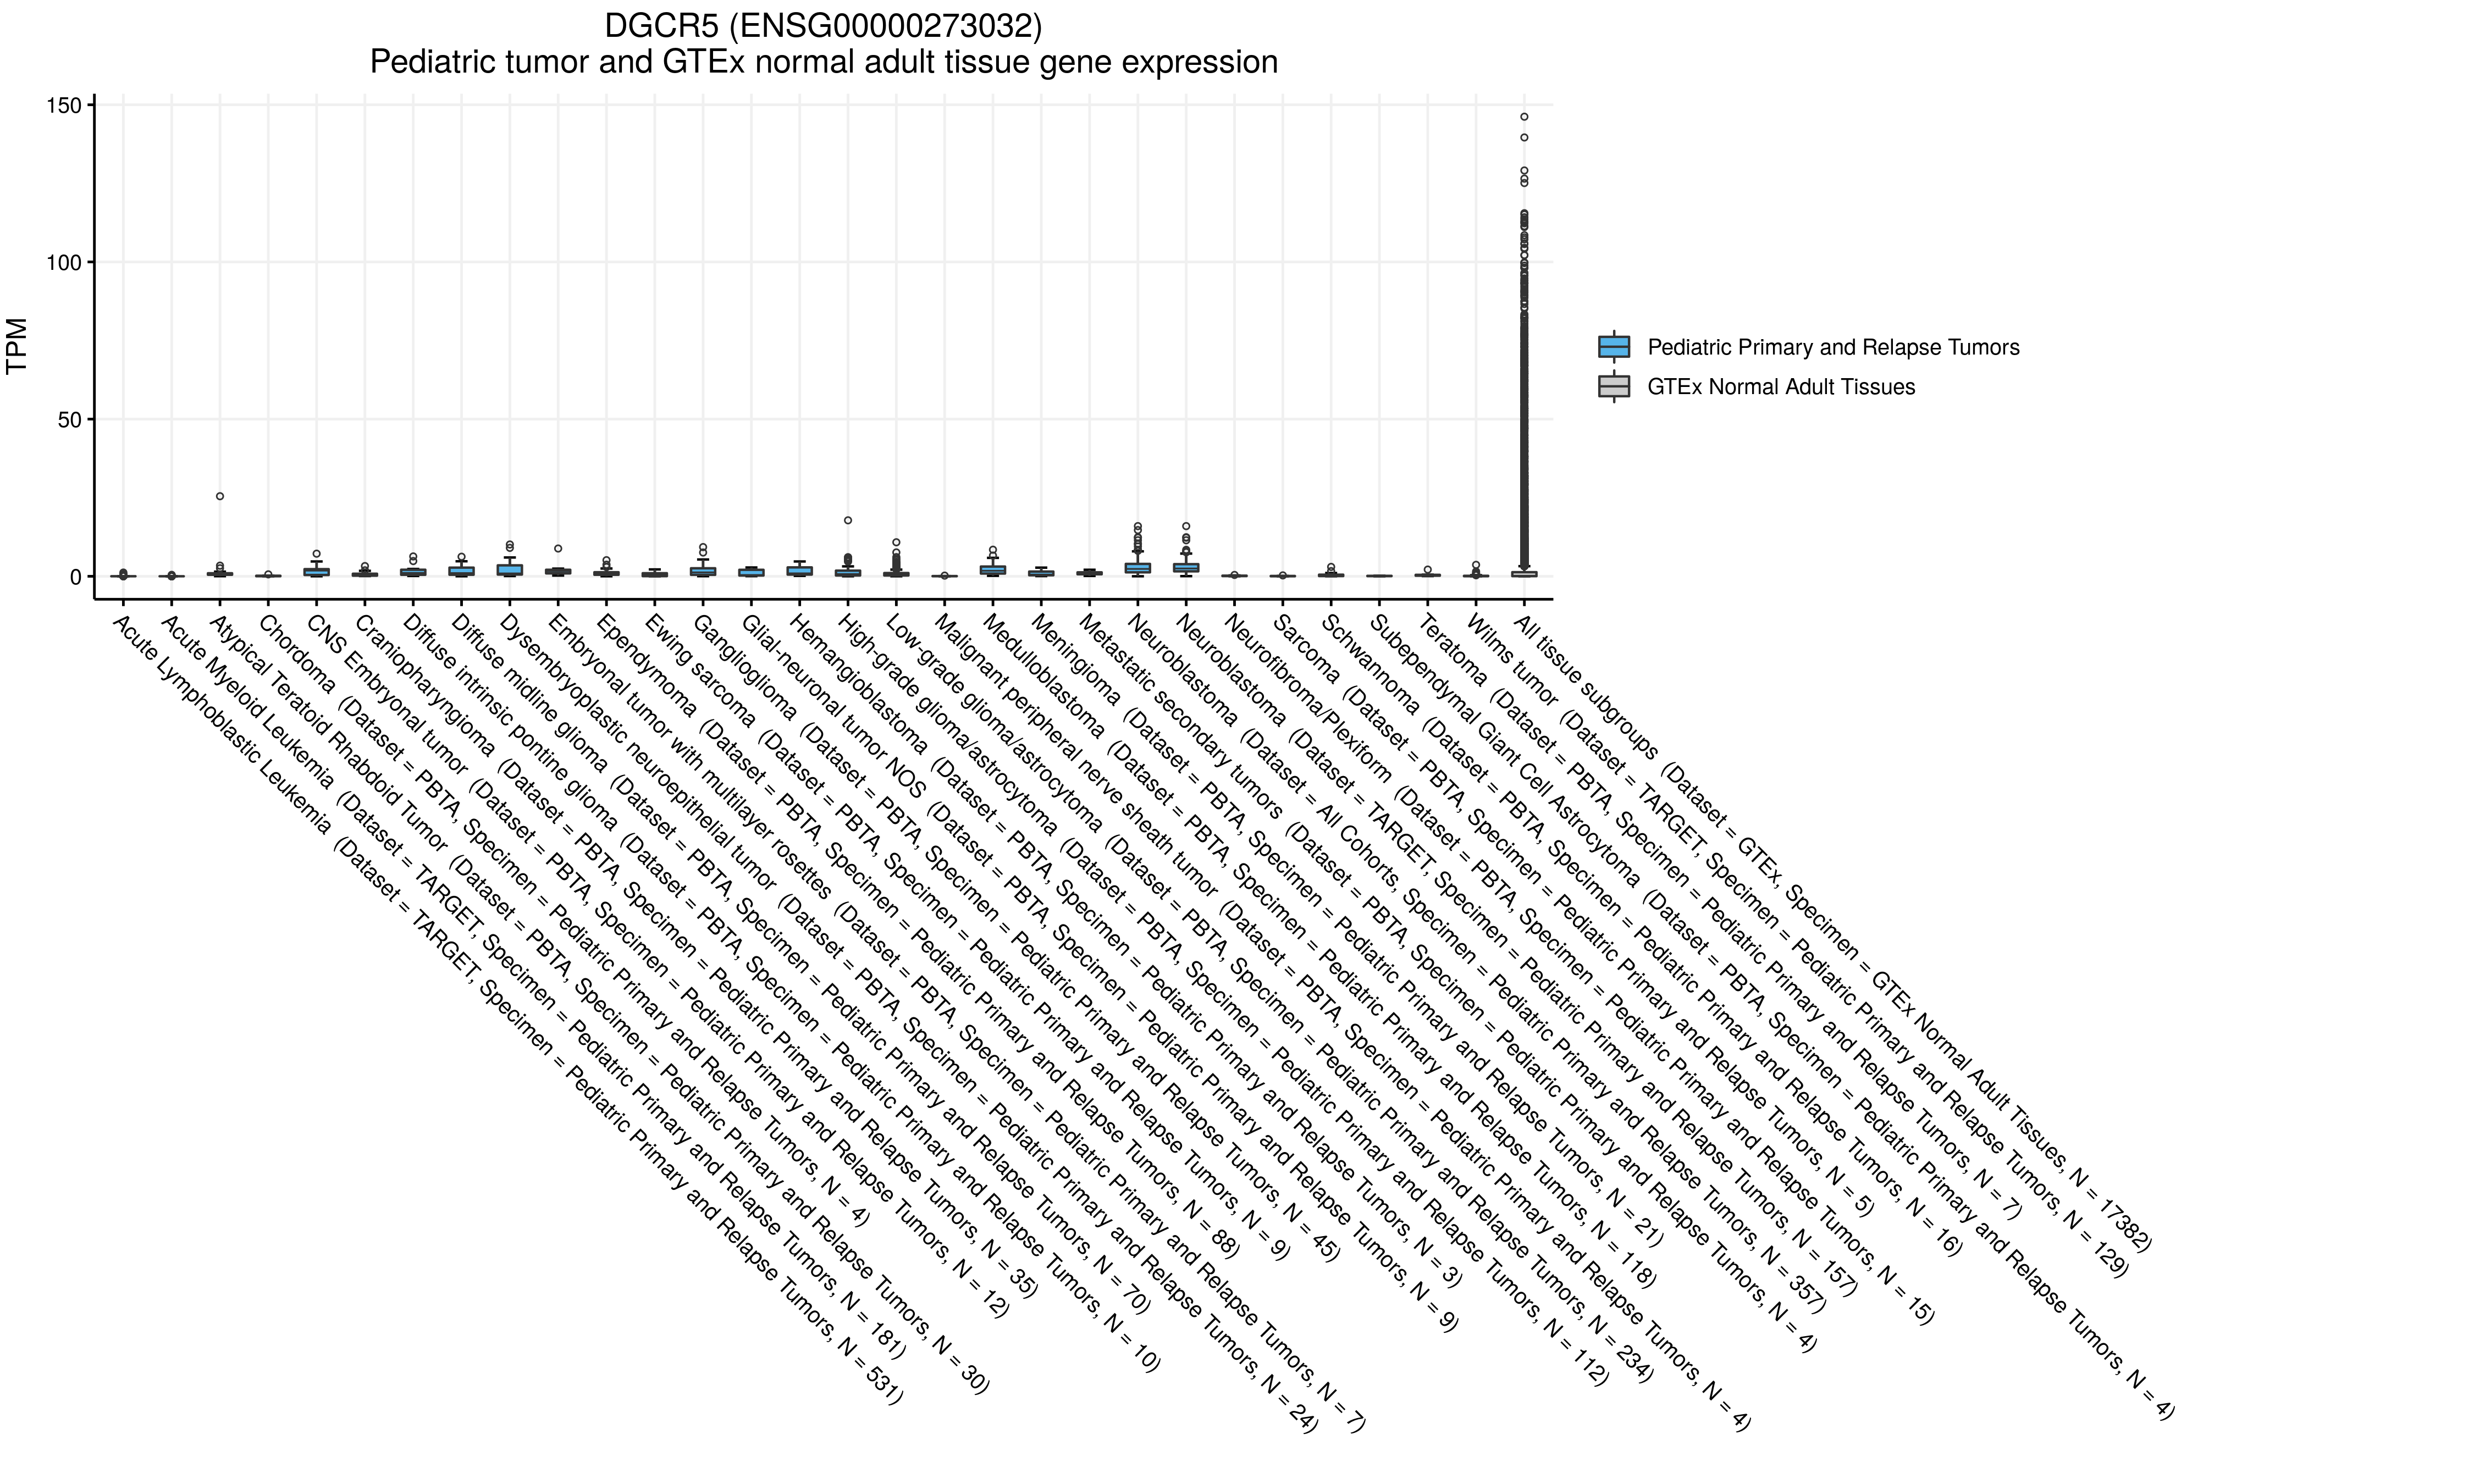 DGCR5 (ENSG00000273032)
Pediatric tumor and GTEx normal adult tissue gene expression
TPM
150
100
50
0
Pediatric Primary and Relapse Tumors
GTEx Normal Adult Tissues
Acute Lymphoblastic Leukemia (Dataset = TARGET, Specimen = Pediatric Primary and Relapse Tumors, N = 531)
Acute Myeloid Leukemia (Dataset = TARGET, Specimen = Pediatric Primary and Relapse Tumors, N = 181)
Atypical Teratoid Rhabdoid Tumor (Dataset = PBTA, Specimen = Pediatric Primary and Relapse Tumors, N = 30)
Chordoma (Dataset = PBTA, Specimen = Pediatric Primary and Relapse Tumors, N = 4)
CNS Embryonal tumor (Dataset = PBTA, Specimen = Pediatric Primary and Relapse Tumors, N = 12)
Craniopharyngioma (Dataset = PBTA, Specimen = Pediatric Primary and Relapse Tumors, N = 35)
Diffuse intrinsic pontine glioma (Dataset = PBTA, Specimen = Pediatric Primary and Relapse Tumors, N = 10)
Diffuse midline glioma (Dataset = PBTA, Specimen = Pediatric Primary and Relapse Tumors, N = 70)
Dysembryoplastic neuroepithelial tumor (Dataset = PBTA, Specimen = Pediatric Primary and Relapse Tumors, N = 24)
Embryonal tumor with multilayer rosettes (Dataset = PBTA, Specimen = Pediatric Primary and Relapse Tumors, N = 7)
Ependymoma (Dataset = PBTA, Specimen = Pediatric Primary and Relapse Tumors, N = 88)
Ewing sarcoma (Dataset = PBTA, Specimen = Pediatric Primary and Relapse Tumors, N = 9)
Ganglioglioma (Dataset = PBTA, Specimen = Pediatric Primary and Relapse Tumors, N = 45)
Glial-neuronal tumor NOS (Dataset = PBTA, Specimen = Pediatric Primary and Relapse Tumors, N = 9)
Hemangioblastoma (Dataset = PBTA, Specimen = Pediatric Primary and Relapse Tumors, N = 3)
High-grade glioma/astrocytoma (Dataset = PBTA, Specimen = Pediatric Primary and Relapse Tumors, N = 112)
Low-grade glioma/astrocytoma (Dataset = PBTA, Specimen = Pediatric Primary and Relapse Tumors, N = 234)
Malignant peripheral nerve sheath tumor (Dataset = PBTA, Specimen = Pediatric Primary and Relapse Tumors, N = 4)
Medulloblastoma (Dataset = PBTA, Specimen = Pediatric Primary and Relapse Tumors, N = 118)
Meningioma (Dataset = PBTA, Specimen = Pediatric Primary and Relapse Tumors, N = 21)
Metastatic secondary tumors (Dataset = PBTA, Specimen = Pediatric Primary and Relapse Tumors, N = 4)
Neuroblastoma (Dataset = All Cohorts, Specimen = Pediatric Primary and Relapse Tumors, N = 357)
Neuroblastoma (Dataset = TARGET, Specimen = Pediatric Primary and Relapse Tumors, N = 157)
Neurofibroma/Plexiform (Dataset = PBTA, Specimen = Pediatric Primary and Relapse Tumors, N = 15)
Sarcoma (Dataset = PBTA, Specimen = Pediatric Primary and Relapse Tumors, N = 5)
Schwannoma (Dataset = PBTA, Specimen = Pediatric Primary and Relapse Tumors, N = 16)
Subependymal Giant Cell Astrocytoma (Dataset = PBTA, Specimen = Pediatric Primary and Relapse Tumors, N = 4)
Teratoma (Dataset = PBTA, Specimen = Pediatric Primary and Relapse Tumors, N = 7)
Wilms tumor (Dataset = TARGET, Specimen = Pediatric Primary and Relapse Tumors, N = 129)
All tissue subgroups (Dataset = GTEx, Specimen = GTEx Normal Adult Tissues, N = 17382)